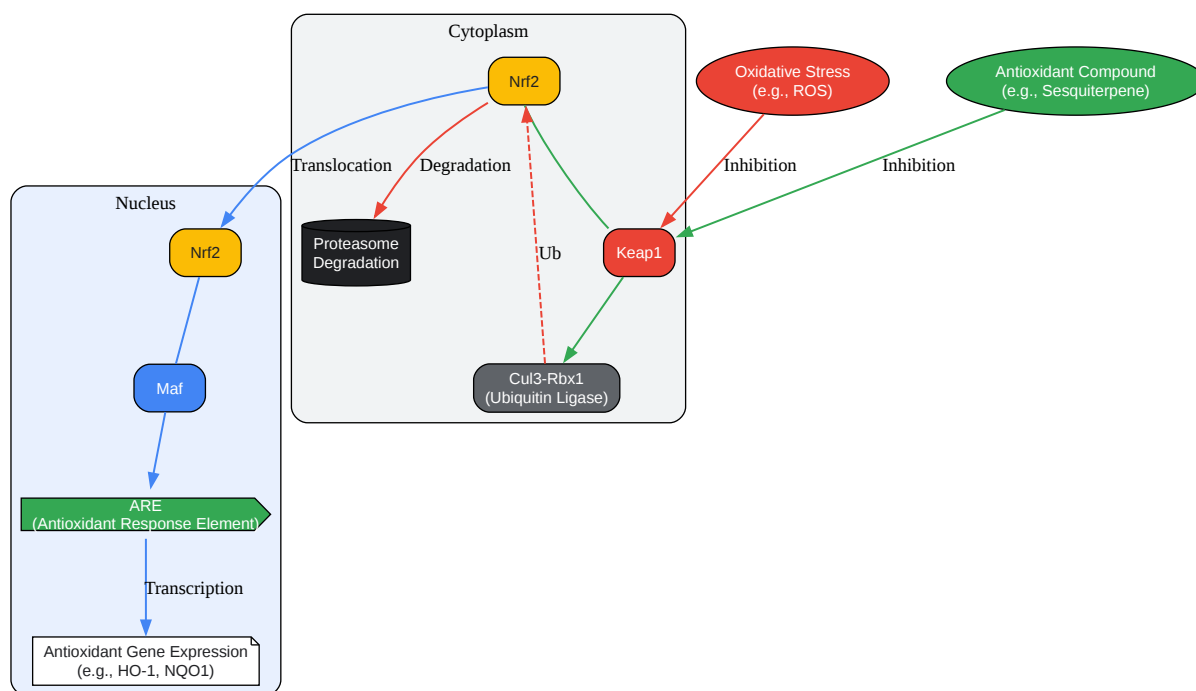 Cytoplasm
Nrf2
Oxidative Stress
(e.g., ROS)
Antioxidant Compound
(e.g., Sesquiterpene)
Translocation
Degradation
Inhibition
Inhibition
Nucleus
Nrf2
Proteasome
Degradation
Ub
Keap1
Maf
Cul3-Rbx1
(Ubiquitin Ligase)
ARE
(Antioxidant Response Element)
Transcription
Antioxidant Gene Expression
(e.g., HO-1, NQO1)